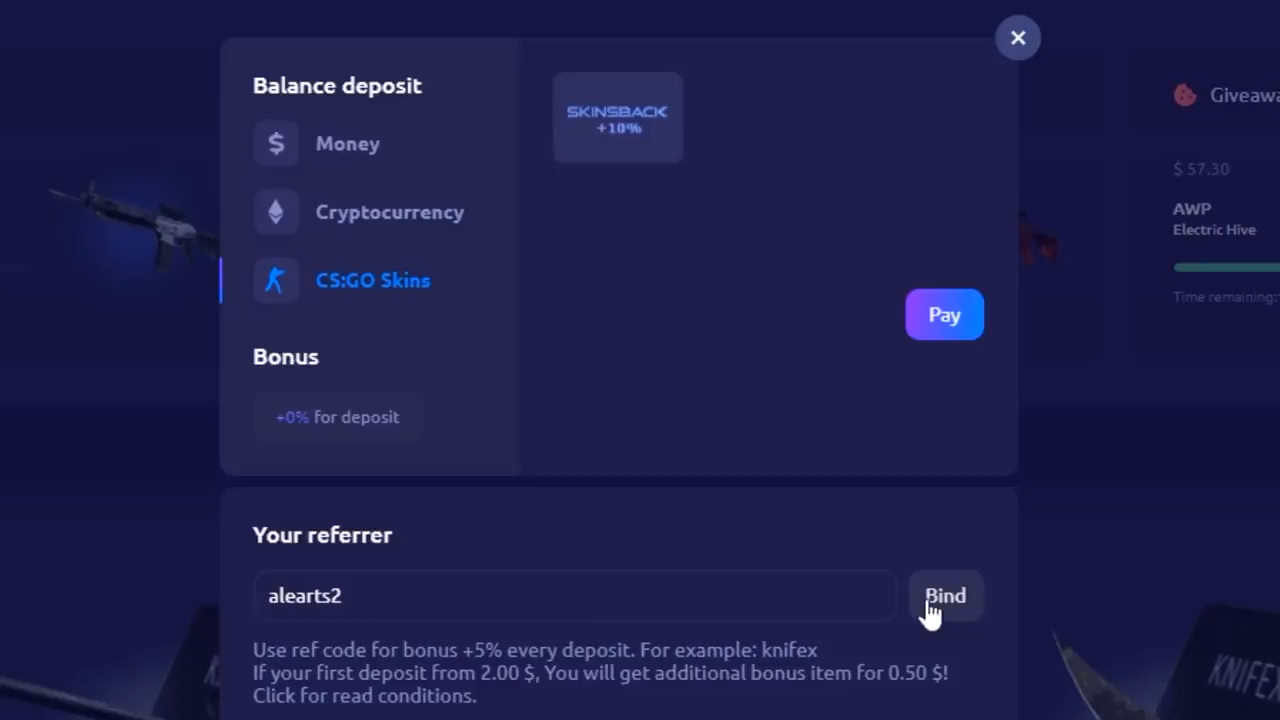 Balance deposit
$ Money
Cryptocurrency
CS:GO Skins
Bonus
+0% for deposit
SKINSBACK
+10%
Pay
Your referrer
alearts2
Bind
Use ref code for bonus +5% every deposit. For example: knifex
If your first deposit from 2.00 $, You will get additional bonus item for 0.50 $!
Click for read conditions.
$ 57.30
AWP
Electric Hive
Time remaining:
KNIFEX